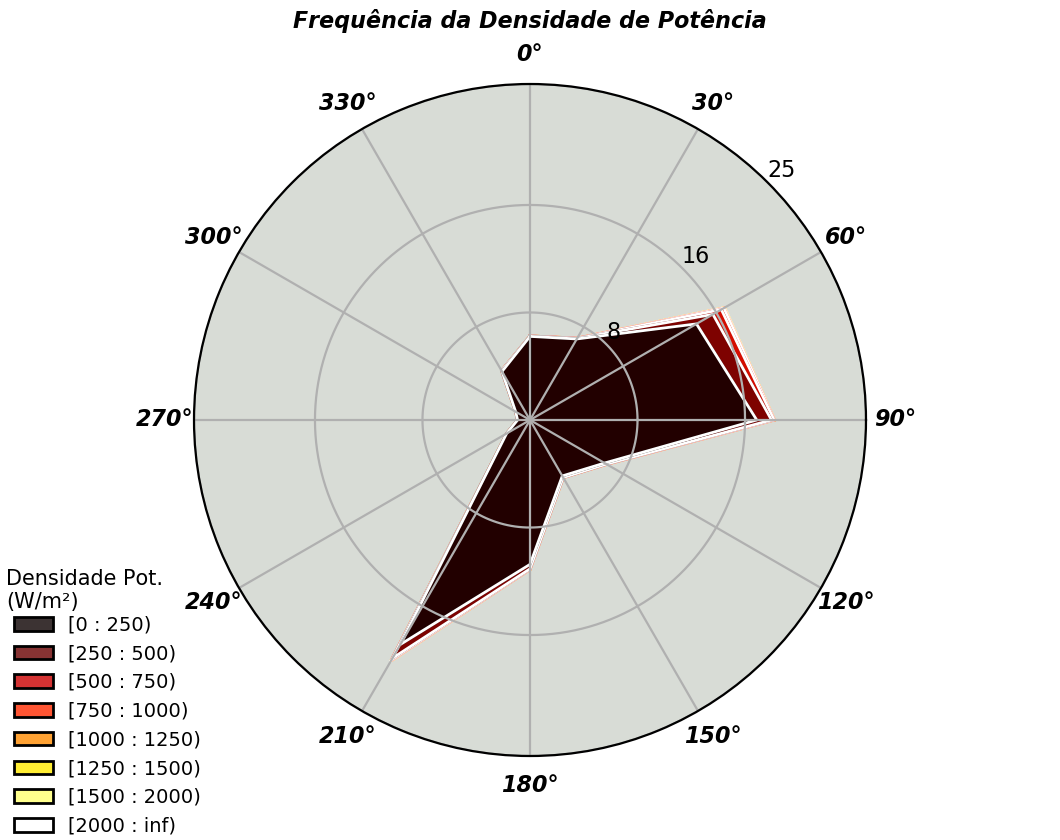 Frequência da Densidade de Potência
0°
30°
60°
90°
120°
150°
180°
210°
240°
270°
300°
330°
8
16
25
Densidade Pot.
(W/m²)
[0 : 250)
[250 : 500)
[500 : 750)
[750 : 1000)
[1000 : 1250)
[1250 : 1500)
[1500 : 2000)
[2000 : inf)